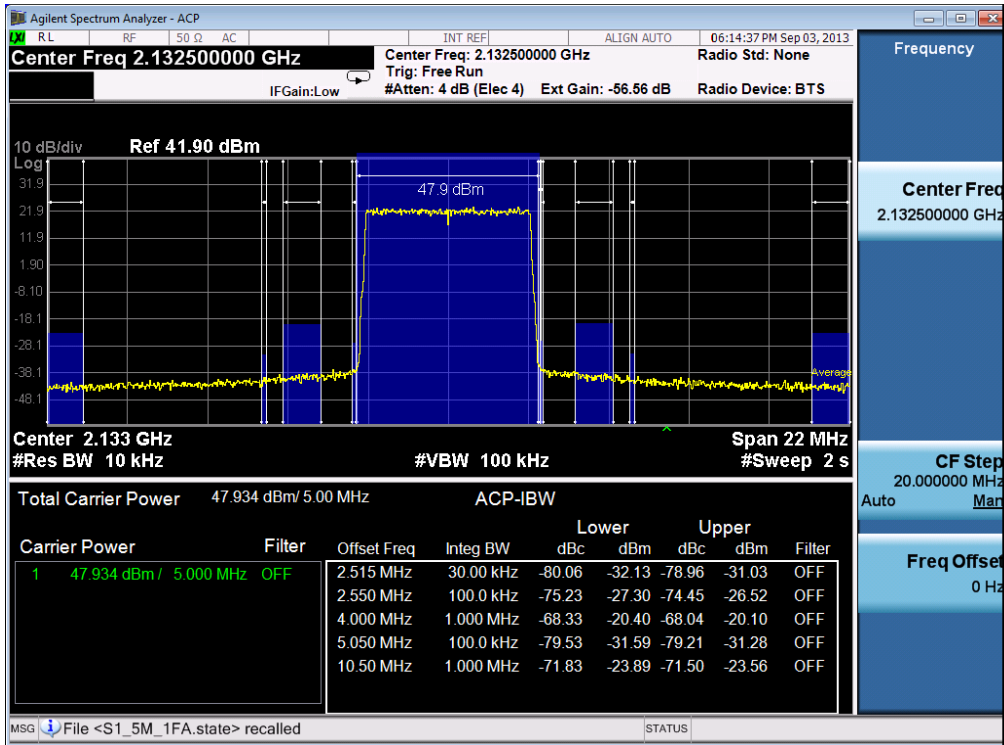 Agilent Spectrum Analyzer - ACP
LXI RL RF 50 Ω AC INT REF ALIGN AUTO 06:14:37 PM Sep 03, 2013
Center Freq 2.132500000 GHz
Center Freq: 2.132500000 GHz Radio Std: None
Trig: Free Run
IFGain:Low #Atten: 4 dB (Elec 4) Ext Gain: -56.56 dB Radio Device: BTS
10 dB/div Ref 41.90 dBm
Log
31.9
47.9 dBm
21.9
11.9
1.90
-8.10
-18.1
-28.1
-38.1
Average
-48.1
Center 2.133 GHz Span 22 MHz
#Res BW 10 kHz #VBW 100 kHz #Sweep 2 s
Total Carrier Power 47.934 dBm/ 5.00 MHz ACP-IBW
Lower Upper
Carrier Power Filter Offset Freq Integ BW dBc dBm dBc dBm Filter
1 47.934 dBm / 5.000 MHz OFF 2.515 MHz 30.00 kHz -80.06 -32.13 -78.96 -31.03 OFF
2.550 MHz 100.0 kHz -75.23 -27.30 -74.45 -26.52 OFF
4.000 MHz 1.000 MHz -68.33 -20.40 -68.04 -20.10 OFF
5.050 MHz 100.0 kHz -79.53 -31.59 -79.21 -31.28 OFF
10.50 MHz 1.000 MHz -71.83 -23.89 -71.50 -23.56 OFF
MSG File <S1_5M_1FA.state> recalled STATUS
Frequency
Center Freq
2.132500000 GHz
CF Step
20.000000 MHz
Auto Man
Freq Offset
0 Hz